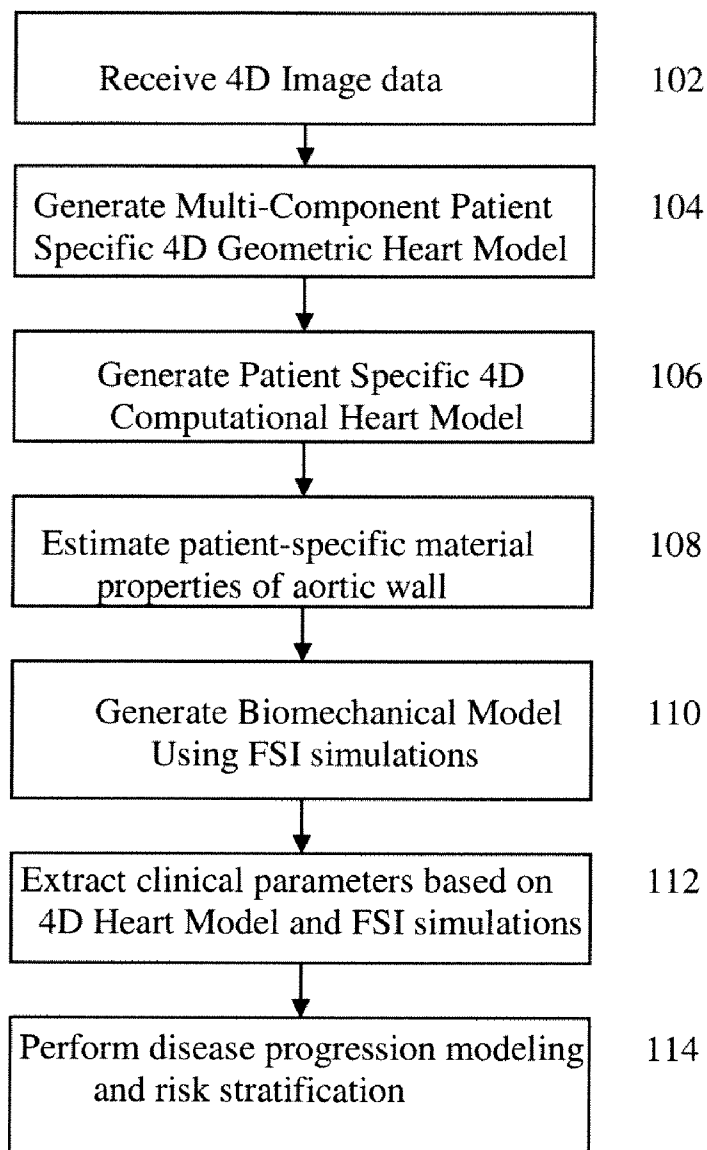 Receive 4D Image data 102
Generate Multi-Component Patient 104
Specific 4D Geometric Heart Model
Generate Patient Specific 4D 106
Computational Heart Model
Estimate patient-specific material 108
properties of aortic wall
Generate Biomechanical Model 110
Using FSI simulations
Extract clinical parameters based on 112
4D Heart Model and FSI simulations
Perform disease progression modeling 114
and risk stratification